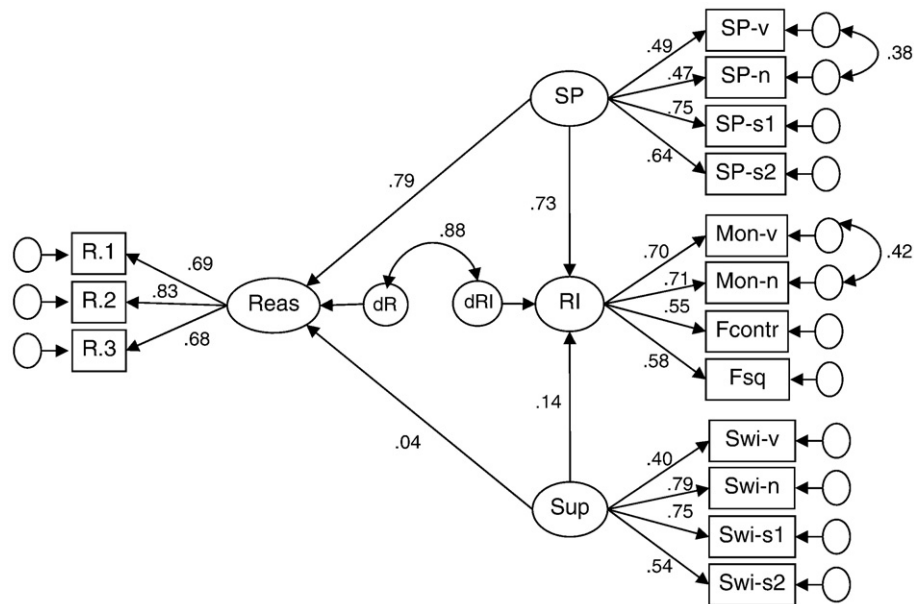 SP-v
.49
.38
SP-n
.47
SP
.75
SP-s1
.64
SP-s2
.79
.73
.88
Mon-v
.70
.42
R.1
.69
Mon-n
.71
R.2
.83
Reas
dR
dRI
RI
.55
Fcontr
R.3
.68
.58
Fsq
.14
.04
Swi-v
.40
Swi-n
.79
Sup
.75
Swi-s1
.54
Swi-s2